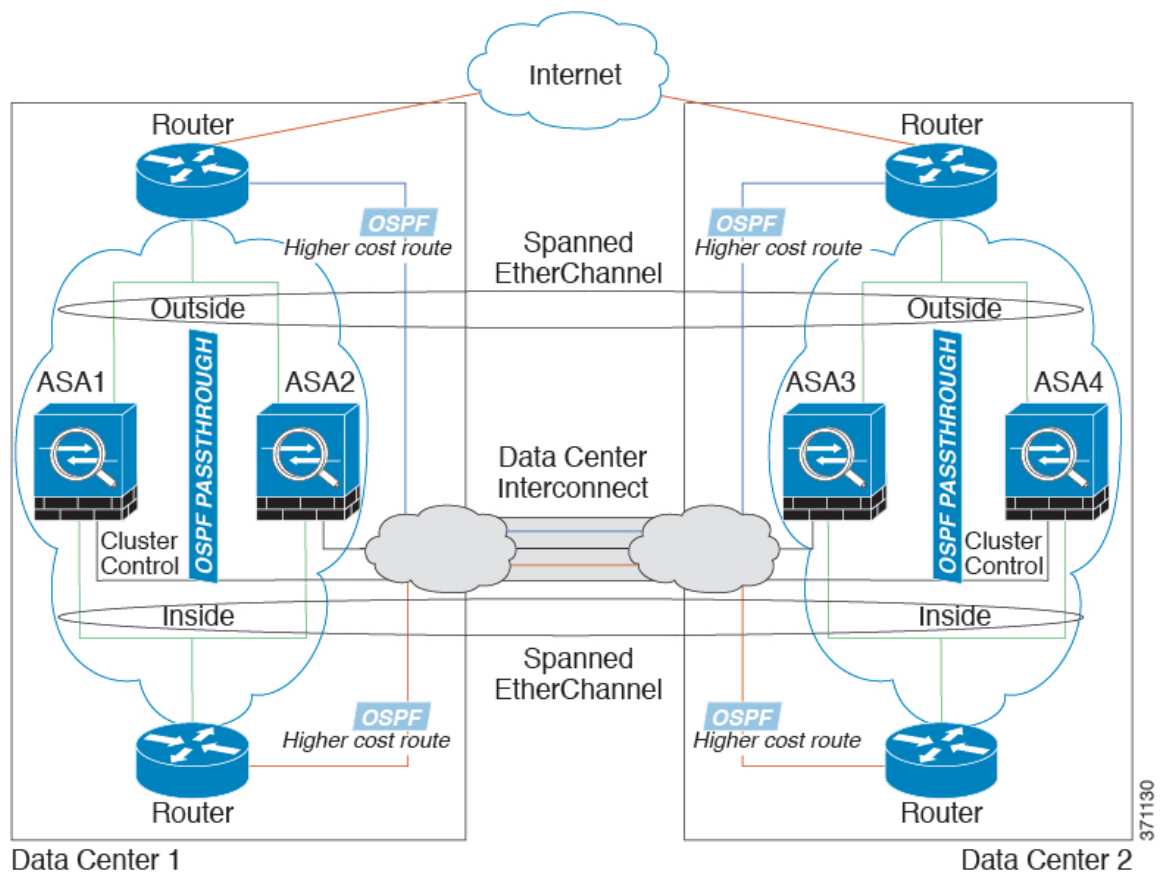 Internet
Router
Router
OSPF
Higher cost route
OSPF
Higher cost route
Spanned
EtherChannel
Outside
Outside
ASA1
ASA2
ASA3
ASA4
OSPF PASSTHROUGH
OSPF PASSTHROUGH
Data Center
Interconnect
Cluster
Control
Cluster
Control
Inside
Inside
Spanned
EtherChannel
OSPF
Higher cost route
OSPF
Higher cost route
Router
Router
371130
Data Center 1
Data Center 2